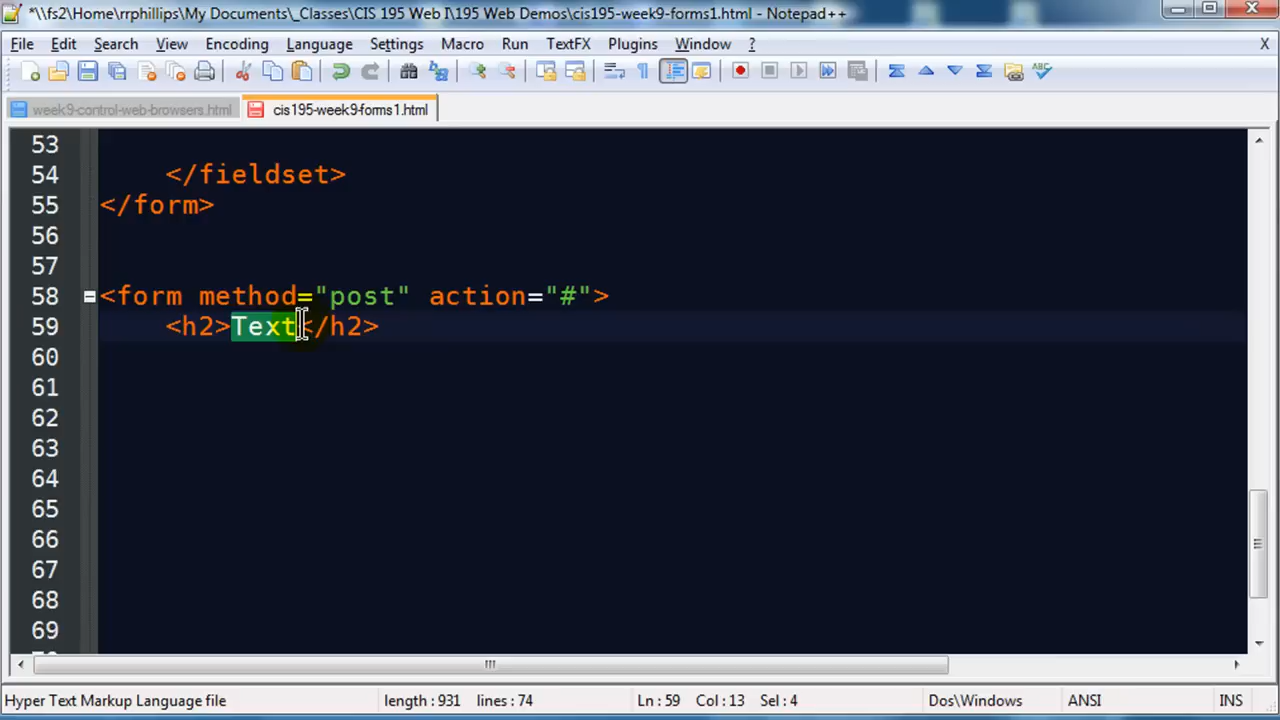 *\\fs2\Home\rrphillips\My Documents\_Classes\CIS 195 Web I\195 Web Demos\cis195-week9-forms1.html - Notepad++
File Edit Search View Encoding Language Settings Macro Run TextFX Plugins Window ? X
week9-control-web-browsers.html cis195-week9-forms1.html
53
54 </fieldset>
55 </form>
56
57
58 <form method="post" action="#">
59 <h2>Text</h2>
60
61
62
63
64
65
66
67
68
69
Hyper Text Markup Language file length : 931 lines : 74 Ln : 59 Col : 13 Sel : 4 Dos\Windows ANSI INS